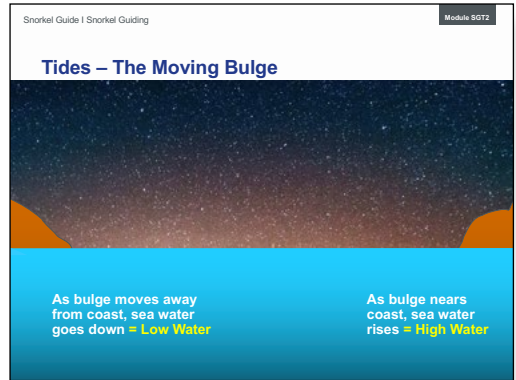 Snorkel Guide I Snorkel Guiding
Module SGT2
Tides – The Moving Bulge
As bulge moves away
from coast, sea water
goes down = Low Water
As bulge nears
coast, sea water
rises = High Water